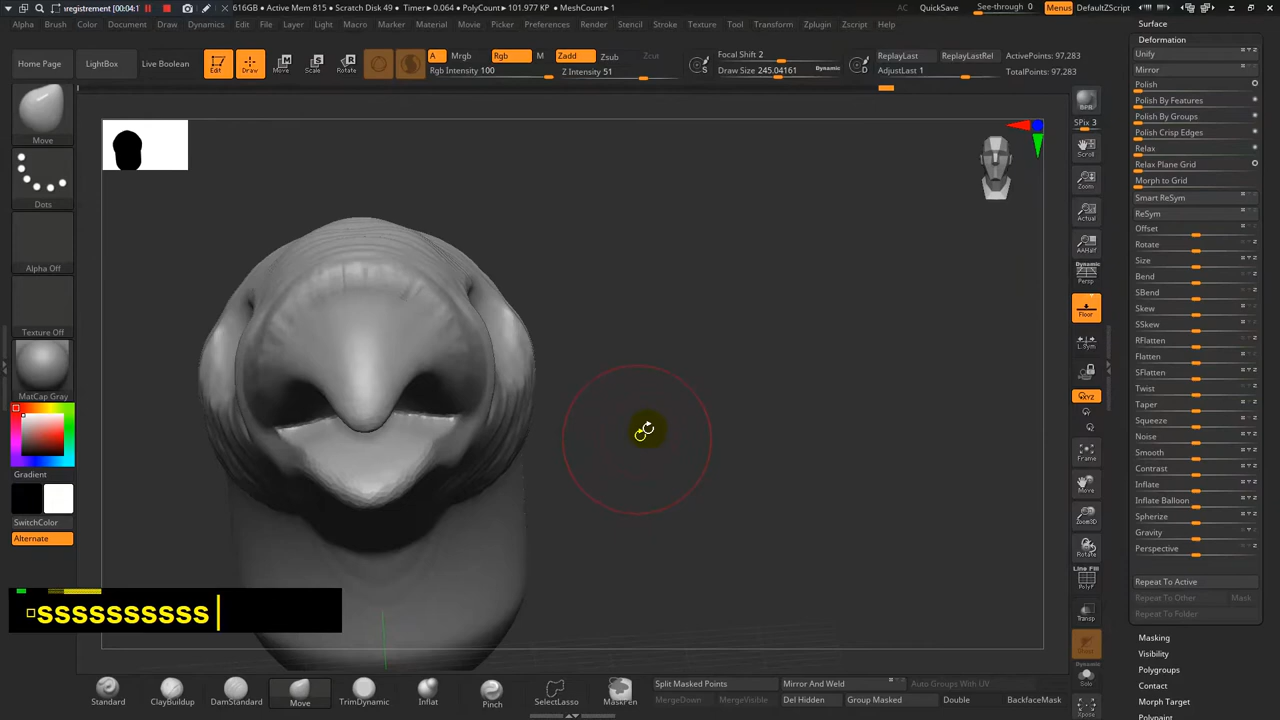 nregistrement [00:04:1
616GB • Active Mem 815 • Scratch Disk 49 • Timer▸0.064 • PolyCount▸101.977 KP • MeshCount▸1
AC QuickSave See-through 0 Menus DefaultZScript
Alpha Brush Color Document Draw Dynamics Edit File Layer Light Macro Marker Material Movie Picker Preferences Render Stencil Stroke Texture Tool Transform Zplugin Zscript Help
Home Page LightBox Live Boolean
Edit Draw Move Scale Rotate
A Mrgb Rgb M Zadd Zsub Zcut
Rgb Intensity 100 Z Intensity 51
Focal Shift 2
Draw Size 245.04161 Dynamic
S
D
ReplayLast ReplayLastRel
AdjustLast 1
ActivePoints: 97,283
TotalPoints: 97.283
Move
Dots
Alpha Off
Texture Off
MatCap Gray
Gradient
SwitchColor
Alternate
BPR
SPix 3
Scroll
Zoom
Actual
AAHalf
Dynamic
Persp
Floor
L.Sym
XYZ
Frame
Move
Zoom3D
Rotate
Line Fill
PolyF
Transp
Dynamic
Solo
Xpose
Surface
Deformation
Unify
Mirror
Polish
Polish By Features
Polish By Groups
Polish Crisp Edges
Relax
Relax Plane Grid
Morph to Grid
Smart ReSym
ReSym
Offset
Rotate
Size
Bend
SBend
Skew
SSkew
RFlatten
Flatten
SFlatten
Twist
Taper
Squeeze
Noise
Smooth
Contrast
Inflate
Inflate Balloon
Spherize
Gravity
Perspective
Repeat To Active
Repeat To Other Mask
Repeat To Folder
Masking
Visibility
Polygroups
Contact
Morph Target
Polypaint
ssssssssss
Standard ClayBuildup DamStandard Move TrimDynamic Inflat Pinch SelectLasso MaskPen
Split Masked Points Mirror And Weld Auto Groups With UV
MergeDown MergeVisible Del Hidden Group Masked Double BackfaceMask